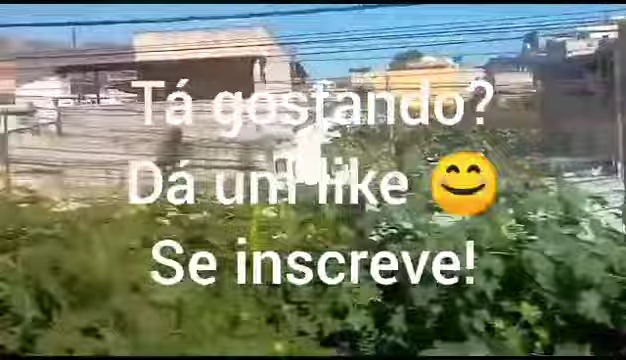 Tá gostando?
Dá um like 😊
Se inscreve!